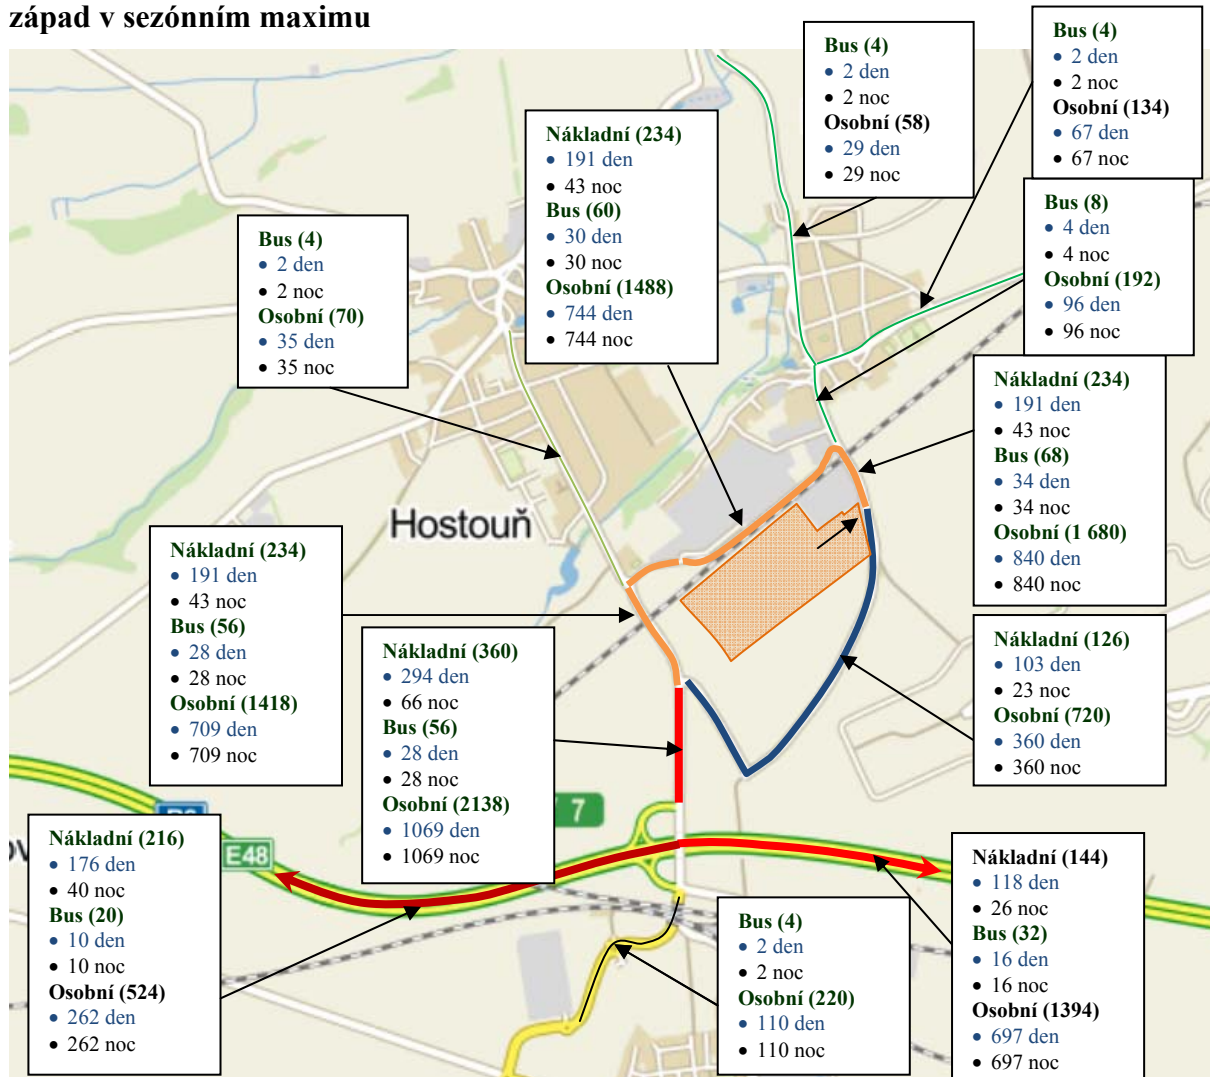 západ v sezónním maximu
Bus (4)
• 2 den
• 2 noc
Osobní (58)
• 29 den
• 29 noc
Bus (4)
• 2 den
• 2 noc
Osobní (134)
• 67 den
• 67 noc
Nákladní (234)
• 191 den
• 43 noc
Bus (60)
• 30 den
• 30 noc
Osobní (1488)
• 744 den
• 744 noc
Bus (8)
• 4 den
• 4 noc
Osobní (192)
• 96 den
• 96 noc
Bus (4)
• 2 den
• 2 noc
Osobní (70)
• 35 den
• 35 noc
Nákladní (234)
• 191 den
• 43 noc
Bus (68)
• 34 den
• 34 noc
Osobní (1 680)
• 840 den
• 840 noc
Hostouň
Nákladní (234)
• 191 den
• 43 noc
Bus (56)
• 28 den
• 28 noc
Osobní (1418)
• 709 den
• 709 noc
Nákladní (360)
• 294 den
• 66 noc
Bus (56)
• 28 den
• 28 noc
Osobní (2138)
• 1069 den
• 1069 noc
Nákladní (126)
• 103 den
• 23 noc
Osobní (720)
• 360 den
• 360 noc
7
E48
Nákladní (216)
• 176 den
• 40 noc
Bus (20)
• 10 den
• 10 noc
Osobní (524)
• 262 den
• 262 noc
Bus (4)
• 2 den
• 2 noc
Osobní (220)
• 110 den
• 110 noc
Nákladní (144)
• 118 den
• 26 noc
Bus (32)
• 16 den
• 16 noc
Osobní (1394)
• 697 den
• 697 noc